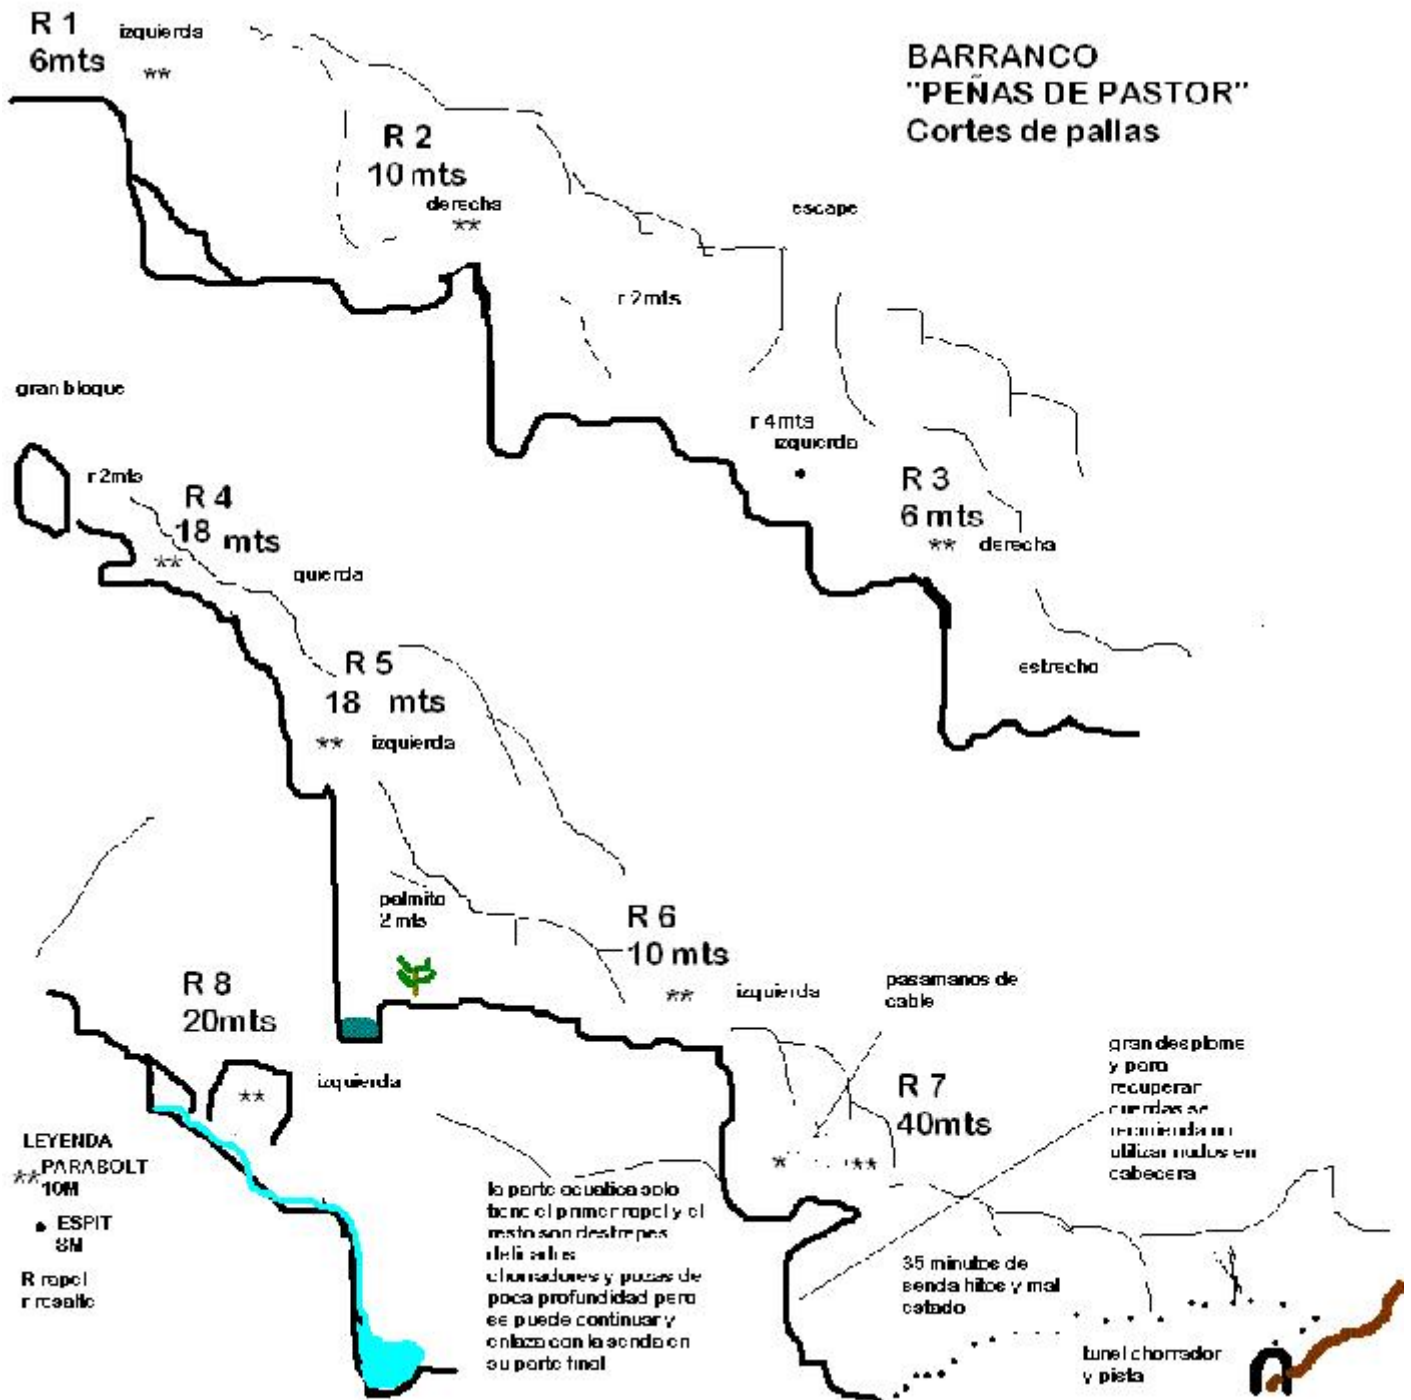 BARRANCO
"PEÑAS DE PASTOR"
Cortes de pallas
R 1
6mts
izquierda
**
R 2
10 mts
derecha
**
escape
r 2mts
r 4mts
izquierda
R 3
6 mts
** derecha
estrecho
gran bloque
r 2mts
R 4
18 mts
**
quierda
R 5
18 mts
** izquierda
palmito
2 mts
R 6
10 mts
** izquierda
pasamanos de
cable
R 7
40mts
* **
gran desplome
y para
recuperar
cuerdas se
recomienda no
utilizar nudos en
cabecera
R 8
20mts
**
izquierda
LEYENDA
** PARABOLT
10M
• ESPIT
8M
R rapel
r resalte
la parte acuatica solo
tiene el primer rapel y el
resto son destrepes
delicados
chorradores y pozas de
poca profundidad pero
se puede continuar y
enlaza con la senda en
su parte final
35 minutos de
senda hitos y mal
estado
tunel chorrador
y pista